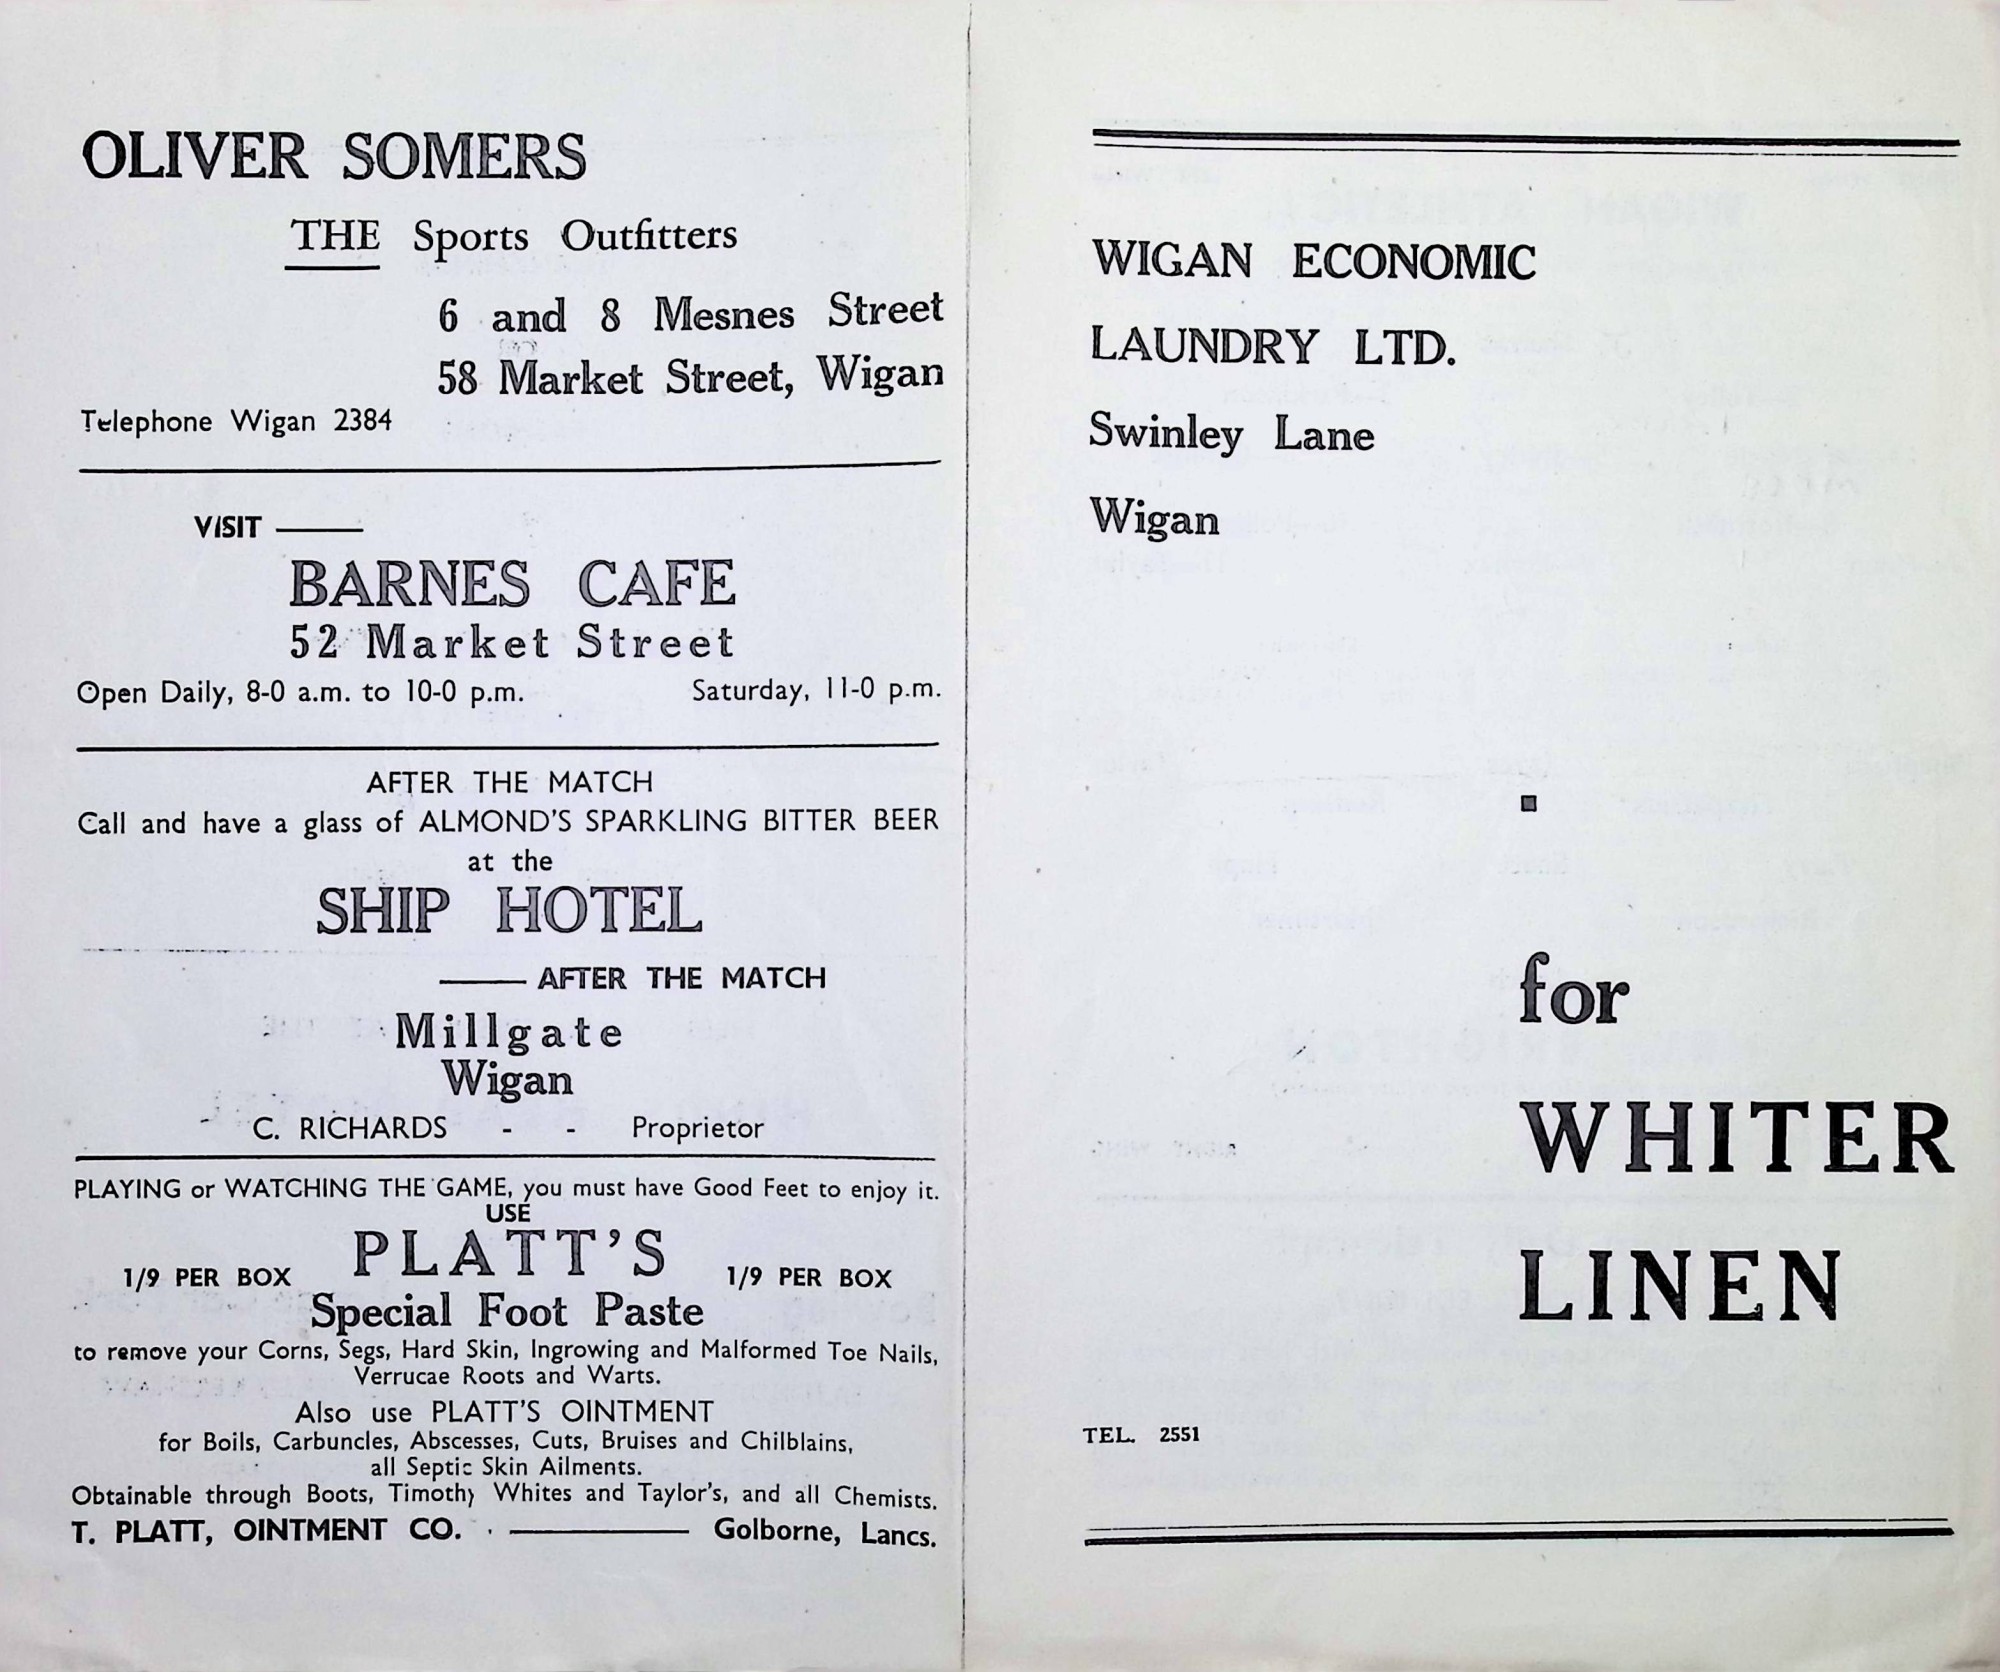 OLIVER SOMERS
THE Sports Outfitters
6 and 8 Mesnes Street
58 Market Street, Wigan
Telephone Wigan 2384
VISIT ——
BARNES CAFE
52 Market Street
Open Daily, 8-0 a.m. to 10-0 p.m. Saturday, 11-0 p.m.
AFTER THE MATCH
Call and have a glass of ALMOND'S SPARKLING BITTER BEER
at the
SHIP HOTEL
—— AFTER THE MATCH
Millgate
Wigan
C. RICHARDS - - Proprietor
PLAYING or WATCHING THE GAME, you must have Good Feet to enjoy it.
USE
PLATT'S
1/9 PER BOX 1/9 PER BOX
Special Foot Paste
to remove your Corns, Segs, Hard Skin, Ingrowing and Malformed Toe Nails,
Verrucae Roots and Warts.
Also use PLATT'S OINTMENT
for Boils, Carbuncles, Abscesses, Cuts, Bruises and Chilblains,
all Septic Skin Ailments.
Obtainable through Boots, Timothy Whites and Taylor's, and all Chemists.
T. PLATT, OINTMENT CO. —— Golborne, Lancs.
WIGAN ECONOMIC
LAUNDRY LTD.
Swinley Lane
Wigan
for
WHITER
LINEN
TEL. 2551